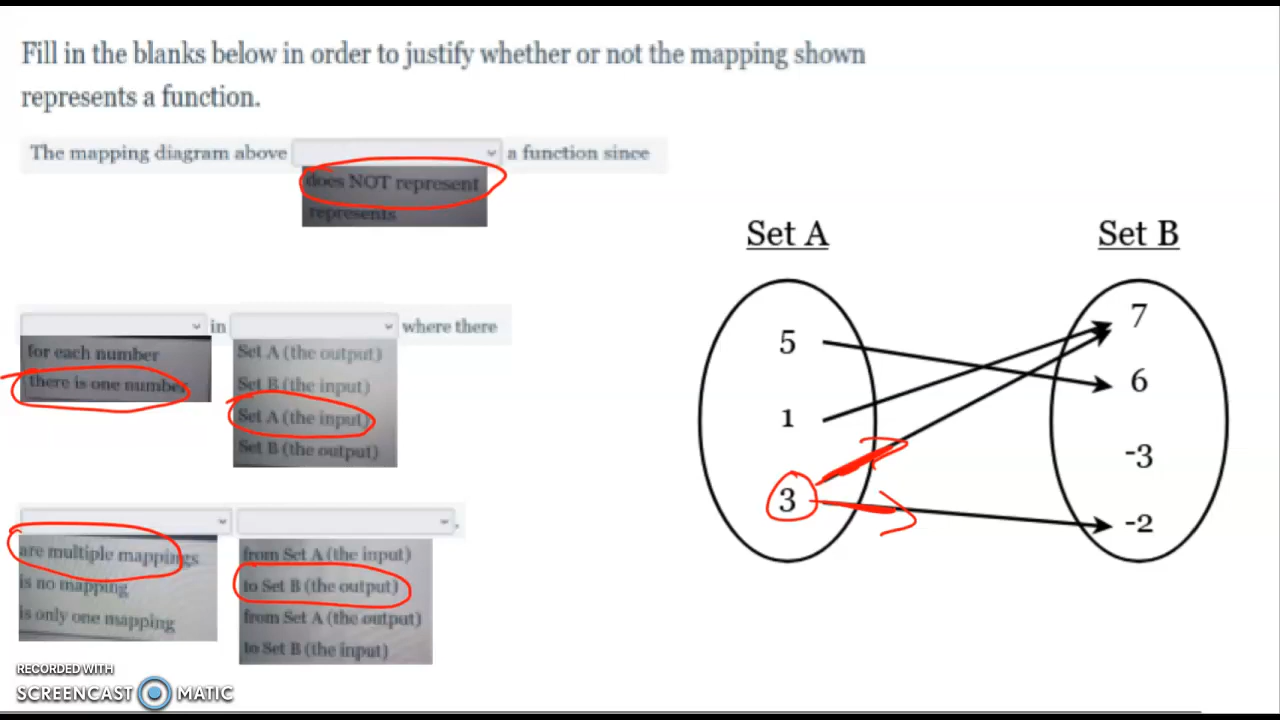 Fill in the blanks below in order to justify whether or not the mapping shown
represents a function.
The mapping diagram above a function since
does NOT represent
represents
in where there
for each number
there is one number
Set A (the output)
Set B (the input)
Set A (the input)
Set B (the output)
are multiple mappings
is no mapping
is only one mapping
from Set A (the input)
to Set B (the output)
from Set A (the output)
to Set B (the input)
Set A
5
1
3
Set B
7
6
-3
-2
RECORDED WITH
SCREENCAST MATIC